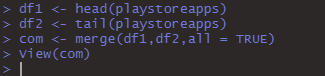 > df1 <- head(playstoreapps)
> df2 <- tail(playstoreapps)
> com <- merge(df1,df2,all = TRUE)
> View(com)
>